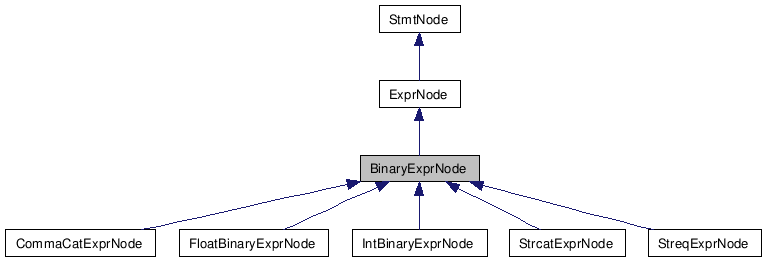 StmtNode
ExprNode
BinaryExprNode
CommaCatExprNode FloatBinaryExprNode IntBinaryExprNode StrcatExprNode StreqExprNode